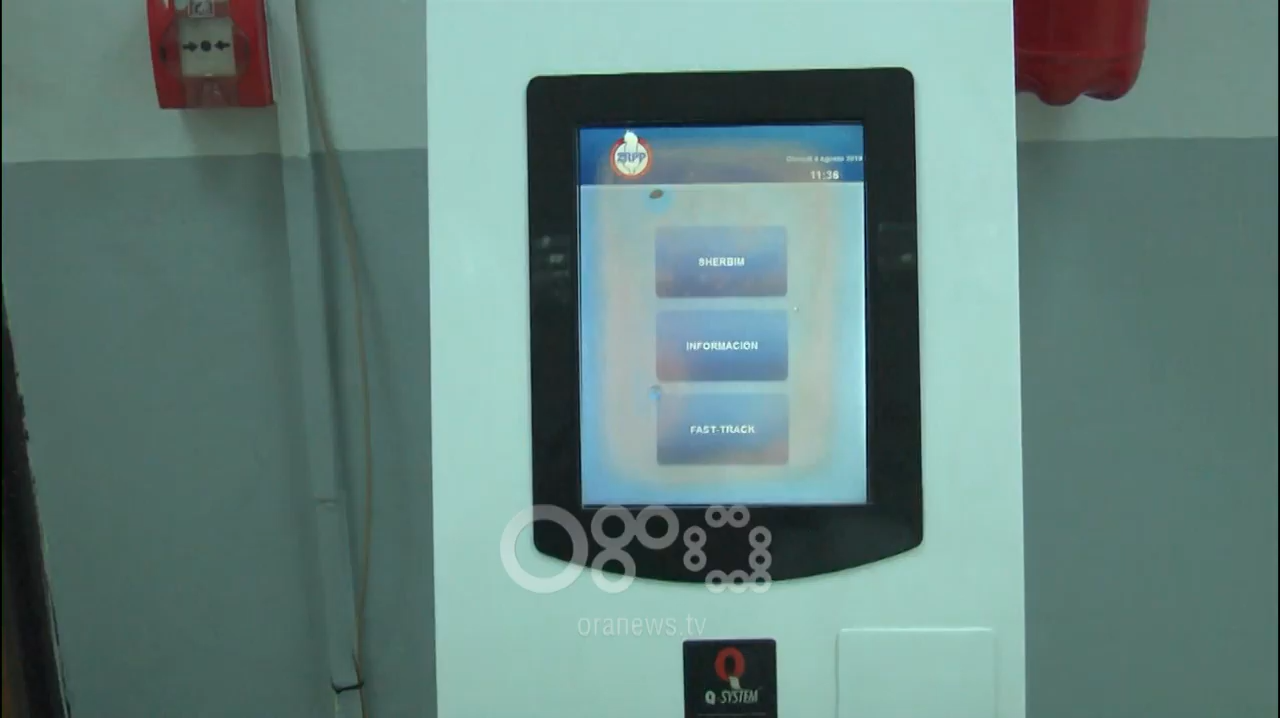 ZRPP
11:36
SHERBIM
INFORMACION
FAST-TRACK
oranews.tv
Q-SYSTEM